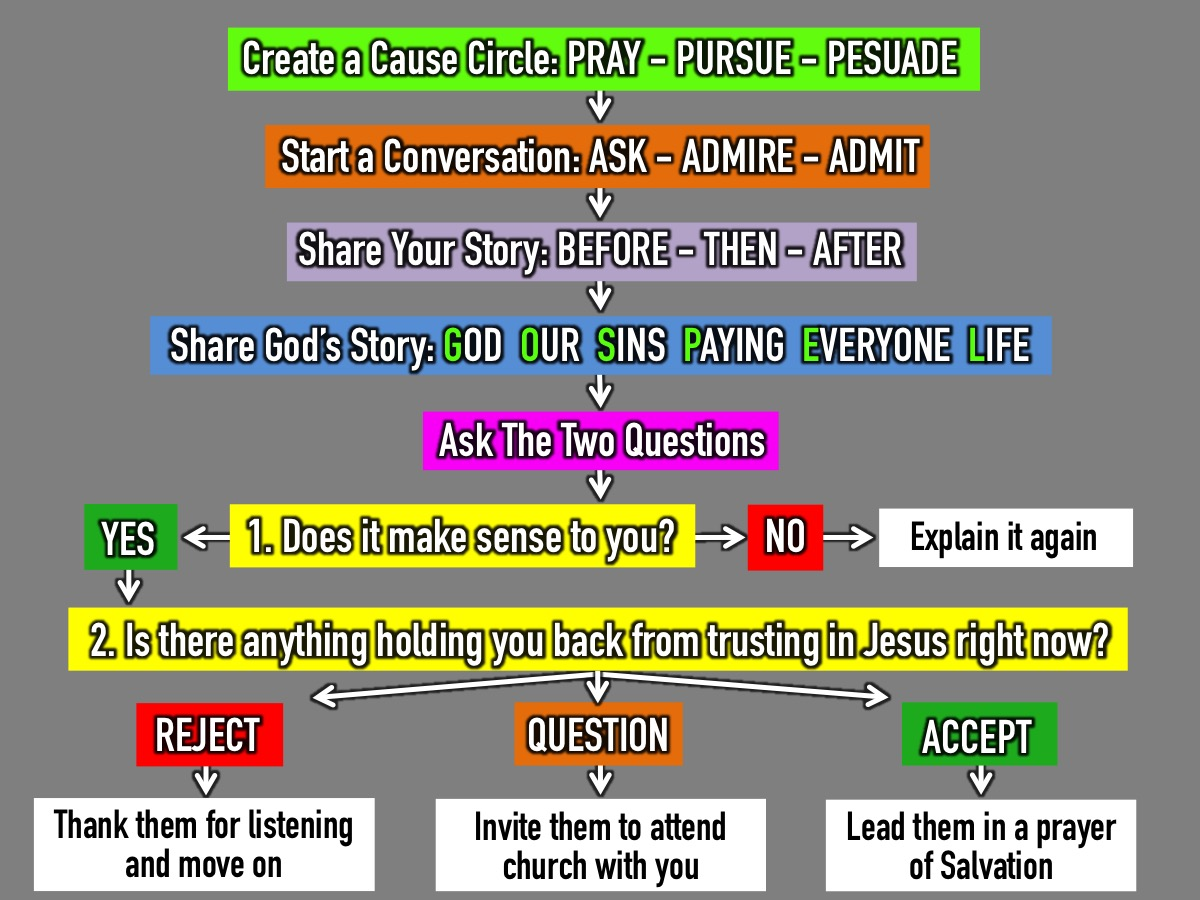 Create a Cause Circle: PRAY – PURSUE – PESUADE
Start a Conversation: ASK – ADMIRE – ADMIT
Share Your Story: BEFORE – THEN – AFTER
Share God's Story: GOD OUR SINS PAYING EVERYONE LIFE
Ask The Two Questions
YES
1. Does it make sense to you?
NO
Explain it again
2. Is there anything holding you back from trusting in Jesus right now?
REJECT
QUESTION
ACCEPT
Thank them for listening
and move on
Invite them to attend
church with you
Lead them in a prayer
of Salvation